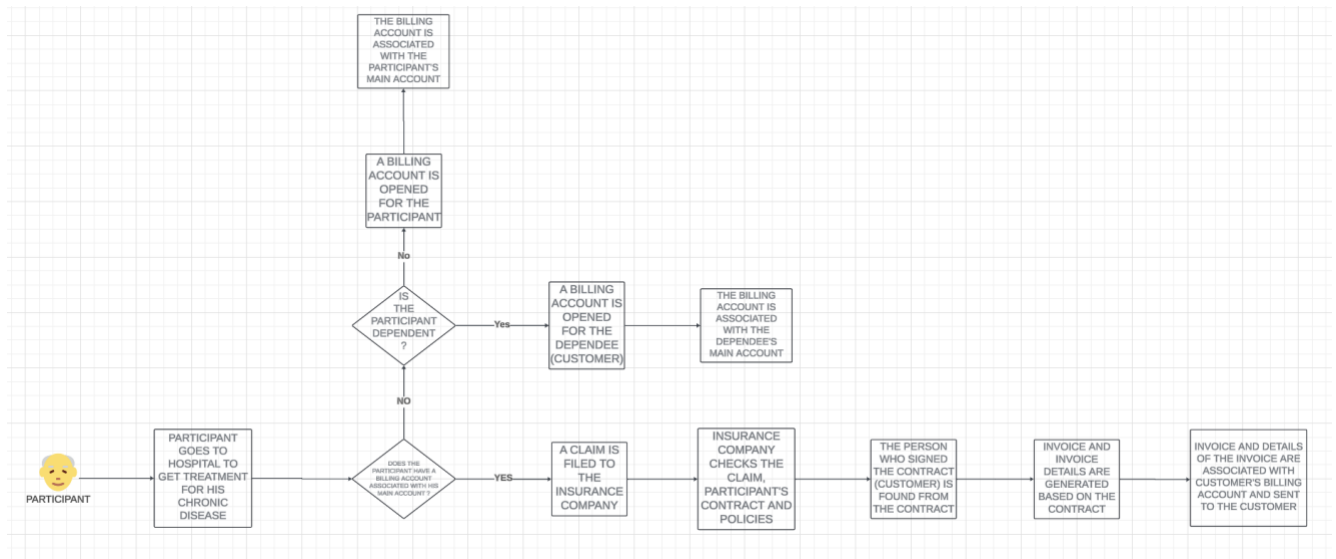 THE BILLING
ACCOUNT IS
ASSOCIATED
WITH THE
PARTICIPANT'S
MAIN ACCOUNT
A BILLING
ACCOUNT IS
OPENED
FOR THE
PARTICIPANT
No
IS
THE
PARTICIPANT
DEPENDENT
?
Yes
A BILLING
ACCOUNT IS
OPENED
FOR THE
DEPENDEE
(CUSTOMER)
THE BILLING
ACCOUNT IS
ASSOCIATED
WITH THE
DEPENDEE'S
MAIN ACCOUNT
NO
PARTICIPANT
PARTICIPANT
GOES TO
HOSPITAL TO
GET TREATMENT
FOR HIS
CHRONIC
DISEASE
DOES THE
PARTICIPANT HAVE A
BILLING ACCOUNT
ASSOCIATED WITH HIS
MAIN ACCOUNT ?
YES
A CLAIM IS
FILED TO
THE
INSURANCE
COMPANY
INSURANCE
COMPANY
CHECKS THE
CLAIM,
PARTICIPANT'S
CONTRACT AND
POLICIES
THE PERSON
WHO SIGNED
THE CONTRACT
(CUSTOMER) IS
FOUND FROM
THE CONTRACT
INVOICE AND
INVOICE
DETAILS ARE
GENERATED
BASED ON THE
CONTRACT
INVOICE AND DETAILS
OF THE INVOICE ARE
ASSOCIATED WITH
CUSTOMER'S BILLING
ACCOUNT AND SENT
TO THE CUSTOMER